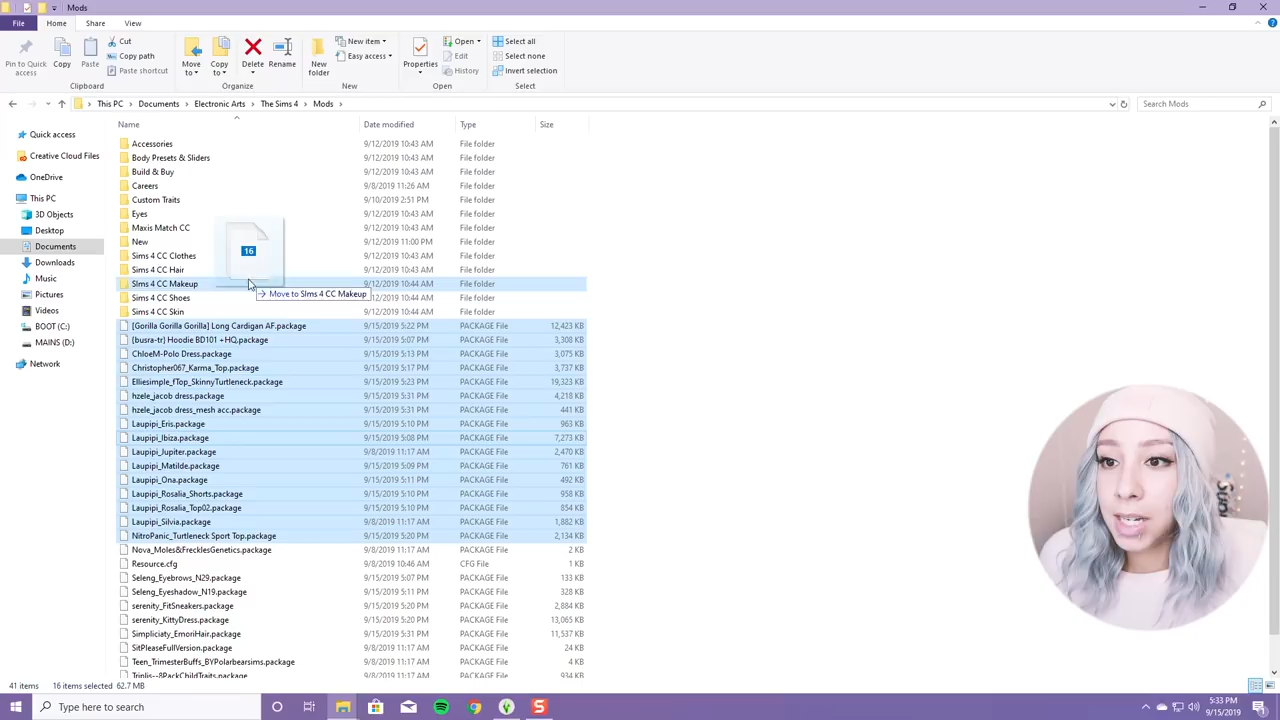 Mods
File Home Share View
Pin to Quick access
Copy
Paste
Cut
Copy path
Paste shortcut
Clipboard
Move to
Copy to
Delete
Rename
Organize
New folder
New item
Easy access
New
Properties
Open
Edit
History
Open
Select all
Select none
Invert selection
Select
This PC > Documents > Electronic Arts > The Sims 4 > Mods >
Search Mods
Quick access
Creative Cloud Files
OneDrive
This PC
3D Objects
Desktop
Documents
Downloads
Music
Pictures
Videos
BOOT (C:)
MAINS (D:)
Network
Name Date modified Type Size
Accessories 9/12/2019 10:43 AM File folder
Body Presets & Sliders 9/12/2019 10:43 AM File folder
Build & Buy 9/12/2019 10:43 AM File folder
Careers 9/8/2019 11:26 AM File folder
Custom Traits 9/10/2019 2:51 PM File folder
Eyes 9/12/2019 10:43 AM File folder
Maxis Match CC 9/12/2019 10:43 AM File folder
New 9/12/2019 11:00 PM File folder
Sims 4 CC Clothes 9/12/2019 10:43 AM File folder
Sims 4 CC Hair 9/12/2019 10:43 AM File folder
SIms 4 CC Makeup 9/12/2019 10:44 AM File folder
Sims 4 CC Shoes 9/12/2019 10:44 AM File folder
Sims 4 CC Skin 9/12/2019 10:44 AM File folder
16
Move to SIms 4 CC Makeup
[Gorilla Gorilla Gorilla] Long Cardigan AF.package 9/15/2019 5:22 PM PACKAGE File 12,423 KB
{busra-tr} Hoodie BD101 +HQ.package 9/15/2019 5:07 PM PACKAGE File 3,308 KB
ChloeM-Polo Dress.package 9/15/2019 5:13 PM PACKAGE File 3,075 KB
Christopher067_Karma_Top.package 9/15/2019 5:17 PM PACKAGE File 3,737 KB
Elliesimple_fTop_SkinnyTurtleneck.package 9/15/2019 5:23 PM PACKAGE File 19,323 KB
hzele_jacob dress.package 9/15/2019 5:31 PM PACKAGE File 4,218 KB
hzele_jacob dress_mesh acc.package 9/15/2019 5:31 PM PACKAGE File 441 KB
Laupipi_Eris.package 9/15/2019 5:10 PM PACKAGE File 963 KB
Laupipi_Ibiza.package 9/15/2019 5:08 PM PACKAGE File 7,273 KB
Laupipi_Jupiter.package 9/8/2019 11:17 AM PACKAGE File 2,470 KB
Laupipi_Matilde.package 9/15/2019 5:09 PM PACKAGE File 761 KB
Laupipi_Ona.package 9/15/2019 5:11 PM PACKAGE File 492 KB
Laupipi_Rosalia_Shorts.package 9/15/2019 5:10 PM PACKAGE File 958 KB
Laupipi_Rosalia_Top02.package 9/15/2019 5:10 PM PACKAGE File 854 KB
Laupipi_Silvia.package 9/8/2019 11:17 AM PACKAGE File 1,882 KB
NitroPanic_Turtleneck Sport Top.package 9/15/2019 5:20 PM PACKAGE File 2,134 KB
Nova_Moles&FrecklesGenetics.package 9/8/2019 11:17 AM PACKAGE File 2 KB
Resource.cfg 9/8/2019 10:46 AM CFG File 1 KB
Seleng_Eyebrows_N29.package 9/15/2019 5:07 PM PACKAGE File 133 KB
Seleng_Eyeshadow_N19.package 9/15/2019 5:11 PM PACKAGE File 328 KB
serenity_FitSneakers.package 9/15/2019 5:20 PM PACKAGE File 2,884 KB
serenity_KittyDress.package 9/15/2019 5:20 PM PACKAGE File 13,065 KB
Simpliciaty_EmoriHair.package 9/15/2019 5:31 PM PACKAGE File 11,537 KB
SitPleaseFullVersion.package 9/8/2019 11:17 AM PACKAGE File 24 KB
Teen_TrimesterBuffs_BYPolarbearsims.package 9/8/2019 11:17 AM PACKAGE File 4 KB
Triplis--8PackChildTraits.package 9/8/2019 11:17 AM PACKAGE File 934 KB
41 items 16 items selected 62.7 MB
Type here to search
5:33 PM
9/15/2019